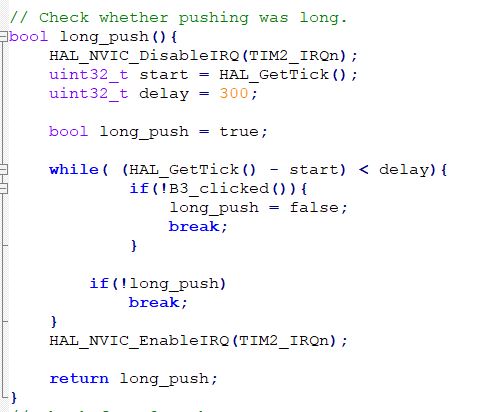 // Check whether pushing was long.
bool long_push(){
HAL_NVIC_DisableIRQ(TIM2_IRQn);
uint32_t start = HAL_GetTick();
uint32_t delay = 300;
bool long_push = true;
while( (HAL_GetTick() - start) < delay){
if(!B3_clicked()){
long_push = false;
break;
}
if(!long_push)
break;
}
HAL_NVIC_EnableIRQ(TIM2_IRQn);
return long_push;
}